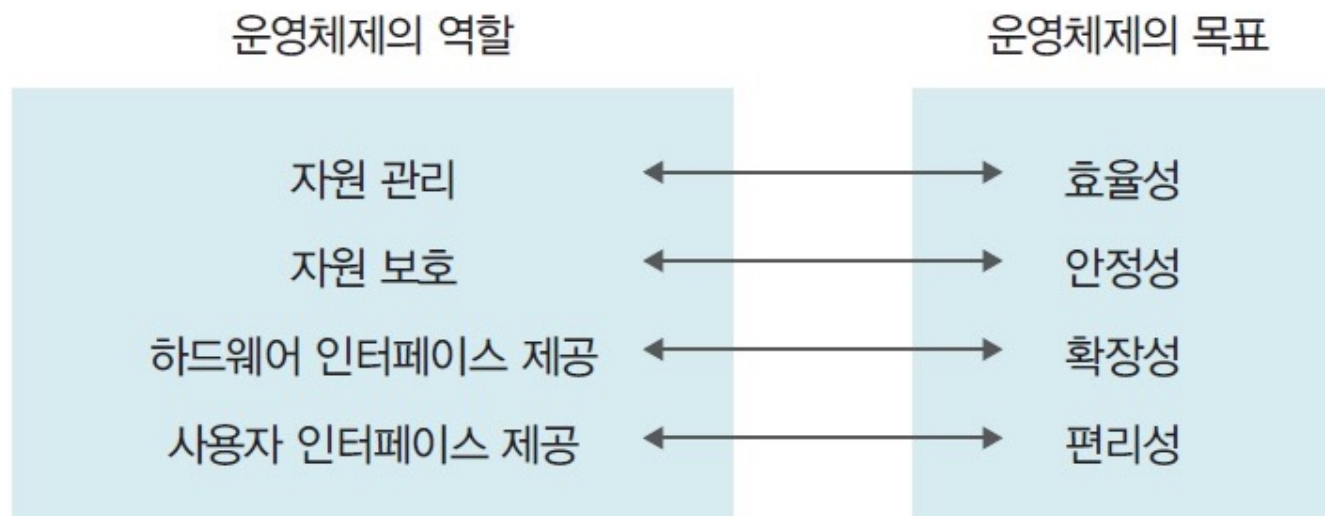 운영체제의 역할
운영체제의 목표
자원 관리
효율성
자원 보호
안정성
하드웨어 인터페이스 제공
확장성
사용자 인터페이스 제공
편리성